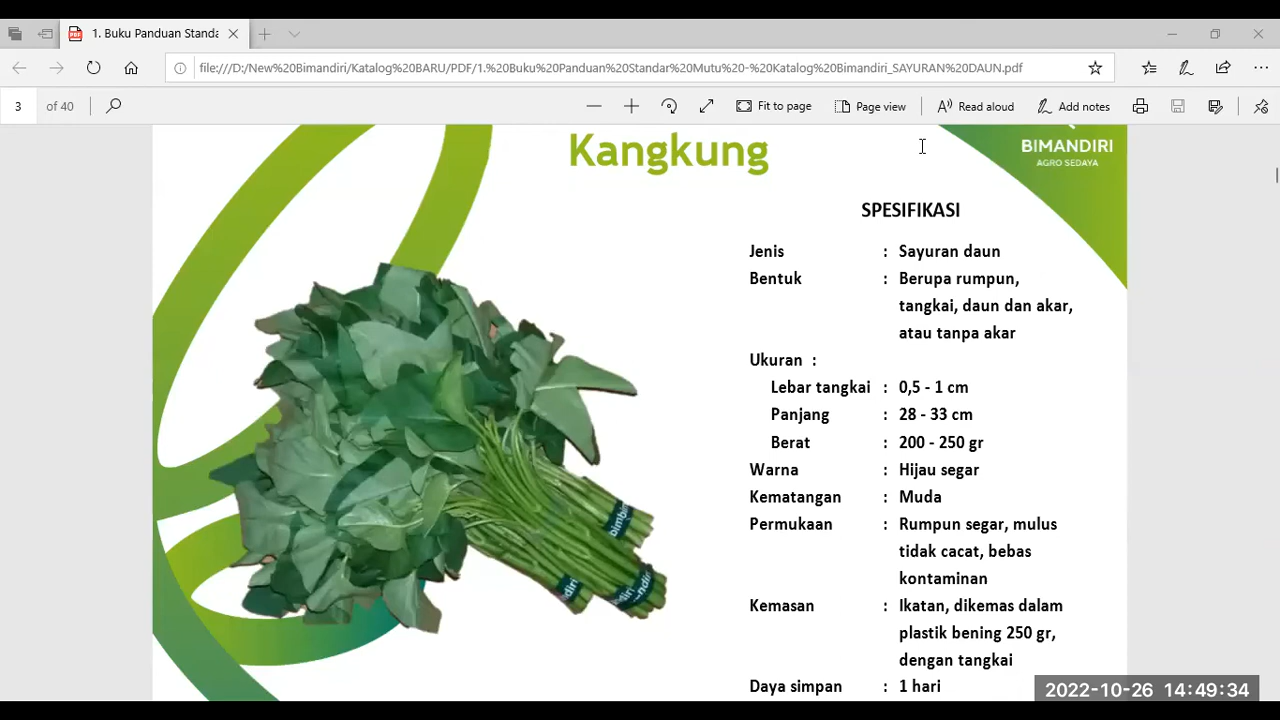 1. Buku Panduan Standa
file:///D:/New%20Bimandiri/Katalog%20BARU/PDF/1.%20Buku%20Panduan%20Standar%20Mutu%20-%20Katalog%20Bimandiri_SAYURAN%20DAUN.pdf
3 of 40 Fit to page Page view Read aloud Add notes
Kangkung
BIMANDIRI
AGRO SEDAYA
SPESIFIKASI
Jenis : Sayuran daun
Bentuk : Berupa rumpun,
tangkai, daun dan akar,
atau tanpa akar
Ukuran :
Lebar tangkai : 0,5 - 1 cm
Panjang : 28 - 33 cm
Berat : 200 - 250 gr
Warna : Hijau segar
Kematangan : Muda
Permukaan : Rumpun segar, mulus
tidak cacat, bebas
kontaminan
Kemasan : Ikatan, dikemas dalam
plastik bening 250 gr,
dengan tangkai
Daya simpan : 1 hari
2022-10-26 14:49:34